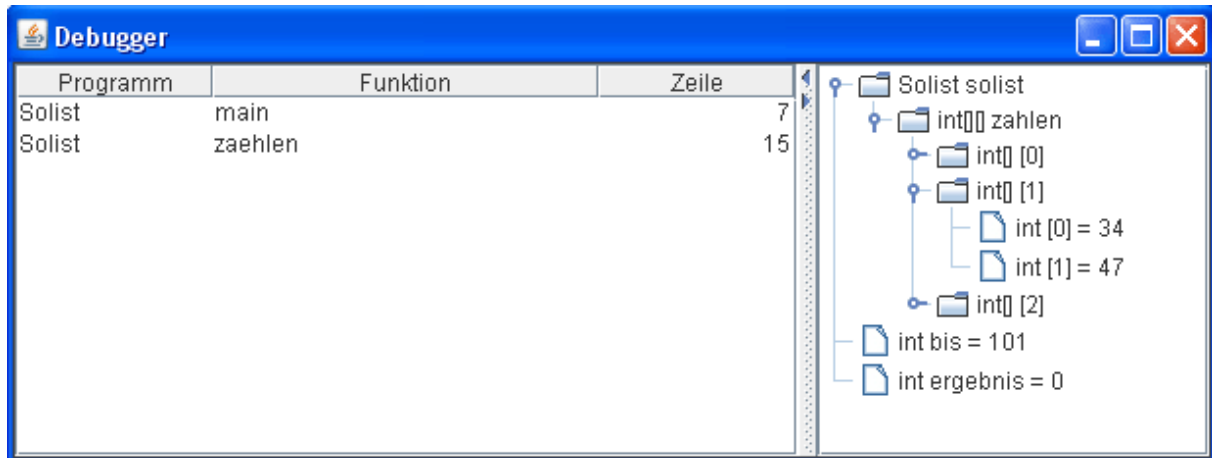 Debugger
Programm Funktion Zeile
Solist main 7
Solist zaehlen 15
Solist solist
int[][] zahlen
int[] [0]
int[] [1]
int [0] = 34
int [1] = 47
int[] [2]
int bis = 101
int ergebnis = 0